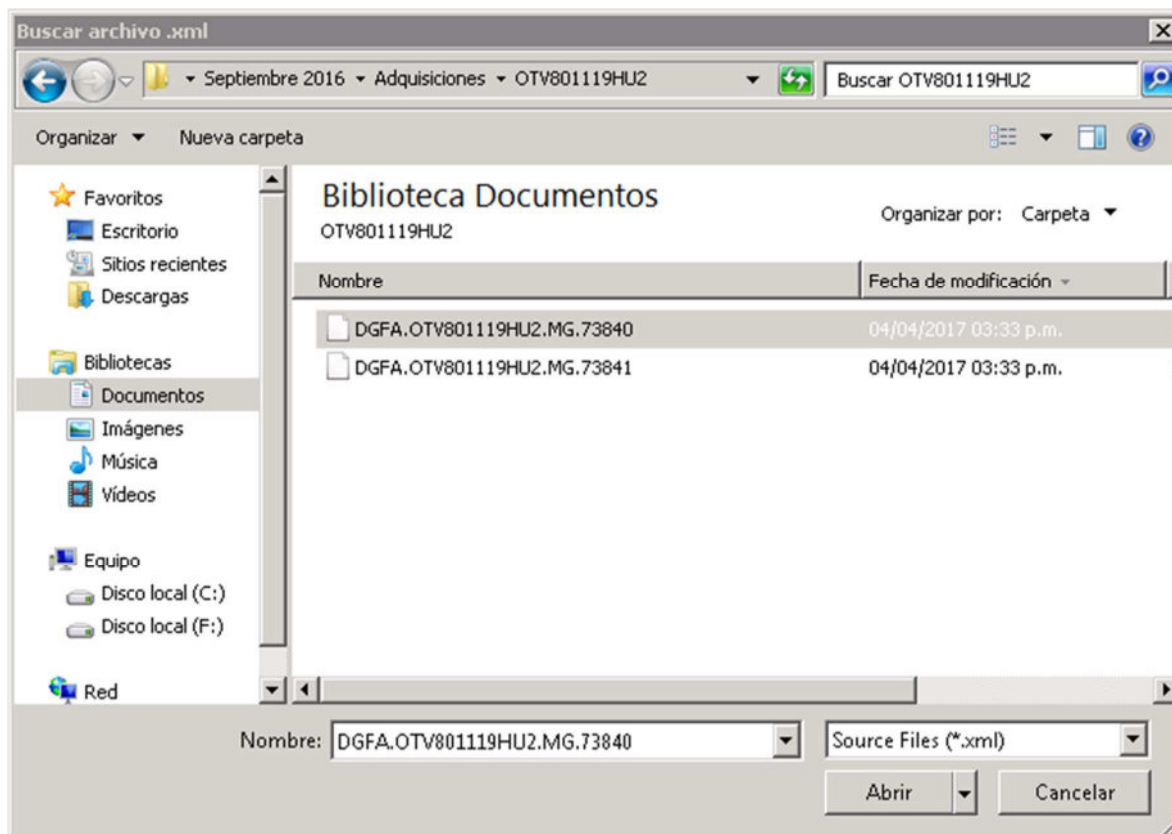 Buscar archivo .xml
Septiembre 2016 Adquisiciones OTV801119HU2 Buscar OTV801119HU2
Organizar Nueva carpeta
Favoritos
Escritorio
Sitios recientes
Descargas
Bibliotecas
Documentos
Imágenes
Música
Vídeos
Equipo
Disco local (C:)
Disco local (F:)
Red
Biblioteca Documentos
OTV801119HU2
Organizar por: Carpeta
Nombre Fecha de modificación
DGFA.OTV801119HU2.MG.73840 04/04/2017 03:33 p.m.
DGFA.OTV801119HU2.MG.73841 04/04/2017 03:33 p.m.
Nombre: DGFA.OTV801119HU2.MG.73840 Source Files (*.xml)
Abrir Cancelar